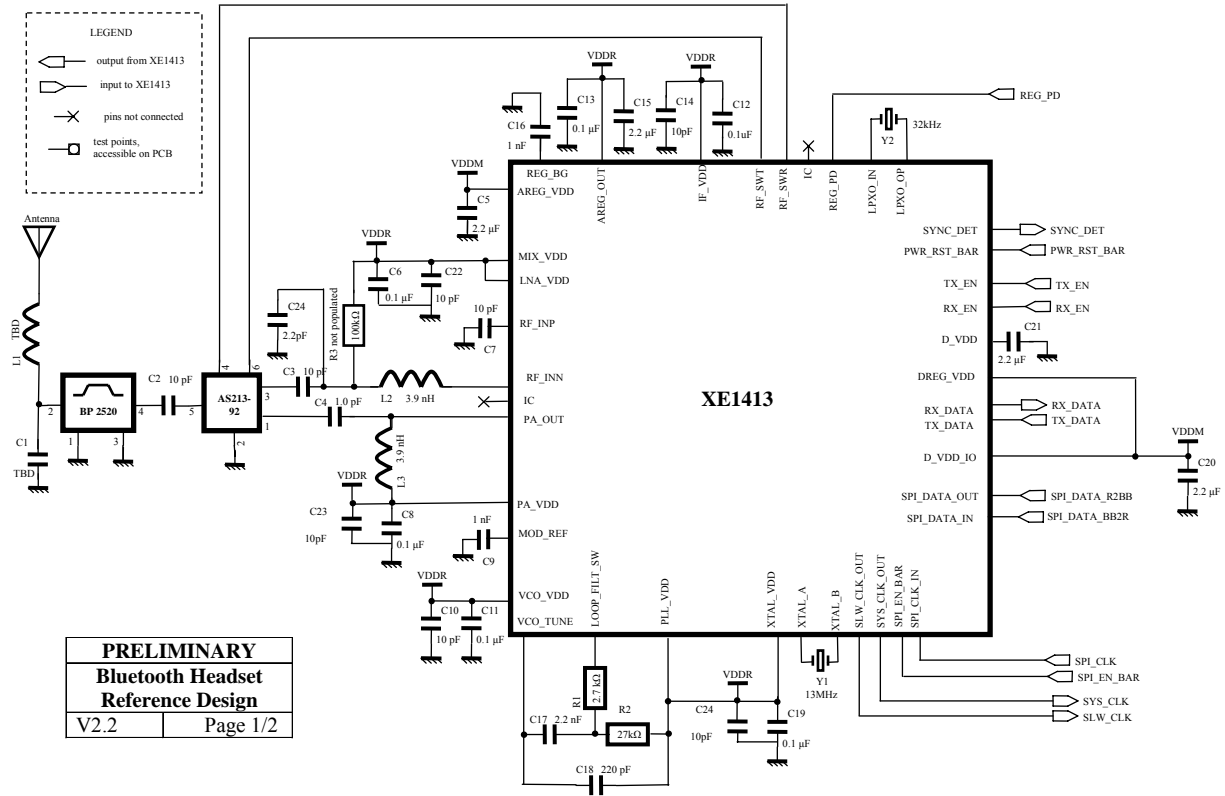 LEGEND
output from XE1413
input to XE1413
pins not connected
test points,
accessible on PCB
VDDR
VDDR
C16
1 nF
C13
0.1 µF
C15
2.2 µF
C14
10pF
C12
0.1uF
REG_PD
Y2
32kHz
REG_BG
AREG_OUT
IF_VDD
RF_SWT
RF_SWR
IC
REG_PD
LPXO_IN
LPXO_OP
VDDM
AREG_VDD
C5
2.2 µF
SYNC_DET
SYNC_DET
PWR_RST_BAR
PWR_RST_BAR
Antenna
VDDR
MIX_VDD
LNA_VDD
C6
0.1 µF
C22
10 pF
TX_EN
TX_EN
RX_EN
RX_EN
C24
2.2pF
R3 not populated
100kΩ
10 pF
C7
RF_INP
D_VDD
C21
2.2 µF
L1
TBD
4
6
C3
10 pF
L2
3.9 nH
RF_INN
DREG_VDD
C2
10 pF
2
BP 2520
4
5
AS213-
92
3
1
2
1
3
C4
1.0 pF
IC
PA_OUT
XE1413
RX_DATA
RX_DATA
TX_DATA
TX_DATA
VDDM
C1
TBD
3.9 nH
L3
D_VDD_IO
C20
2.2 µF
VDDR
PA_VDD
C23
10pF
C8
0.1 µF
SPI_DATA_OUT
SPI_DATA_R2BB
SPI_DATA_IN
SPI_DATA_BB2R
1 nF
C9
MOD_REF
VDDR
VCO_VDD
VCO_TUNE
C10
10 pF
C11
0.1 µF
LOOP_FILT_SW
PLL_VDD
XTAL_VDD
XTAL_A
XTAL_B
SLW_CLK_OUT
SYS_CLK_OUT
SPI_EN_BAR
SPI_CLK_IN
PRELIMINARY
Bluetooth Headset
Reference Design
V2.2
Page 1/2
R1
2.7 kΩ
C17
2.2 nF
R2
27kΩ
C18
220 pF
VDDR
C24
10pF
C19
0.1 µF
Y1
13MHz
SPI_CLK
SPI_EN_BAR
SYS_CLK
SLW_CLK